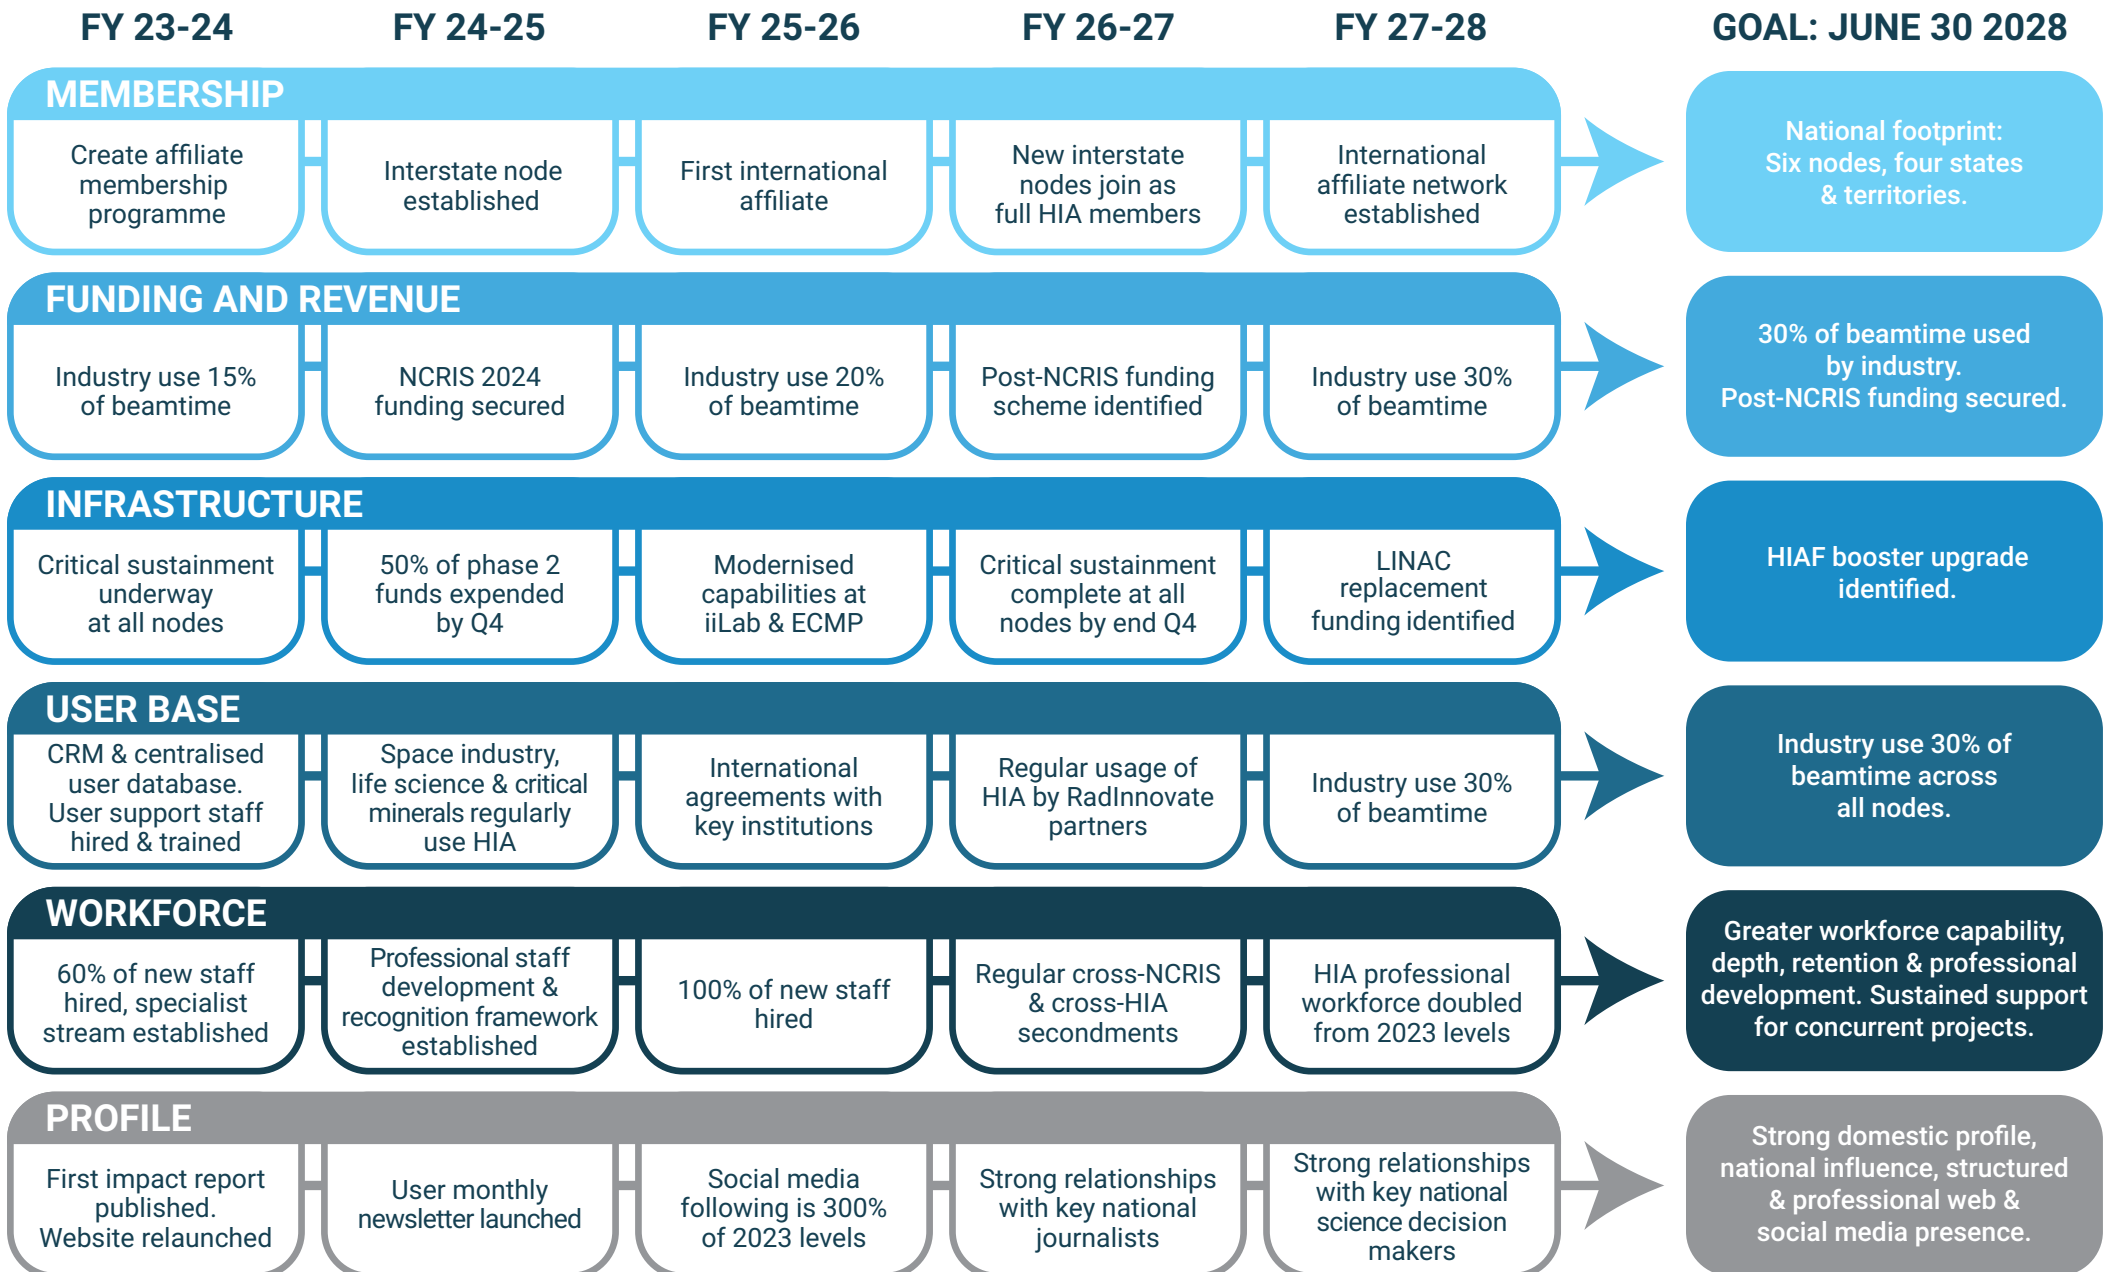 FY 23-24
FY 24-25
FY 25-26
FY 26-27
FY 27-28
GOAL: JUNE 30 2028
MEMBERSHIP
Create affiliate
membership
programme
Interstate node
established
First international
affiliate
New interstate
nodes join as
full HIA members
International
affiliate network
established
National footprint:
Six nodes, four states
& territories.
FUNDING AND REVENUE
Industry use 15%
of beamtime
NCRIS 2024
funding secured
Industry use 20%
of beamtime
Post-NCRIS funding
scheme identified
Industry use 30%
of beamtime
30% of beamtime used
by industry.
Post-NCRIS funding secured.
INFRASTRUCTURE
Critical sustainment
underway
at all nodes
50% of phase 2
funds expended
by Q4
Modernised
capabilities at
iiLab & ECMP
Critical sustainment
complete at all
nodes by end Q4
LINAC
replacement
funding identified
HIAF booster upgrade
identified.
USER BASE
CRM & centralised
user database.
User support staff
hired & trained
Space industry,
life science & critical
minerals regularly
use HIA
International
agreements with
key institutions
Regular usage of
HIA by RadInnovate
partners
Industry use 30%
of beamtime
Industry use 30% of
beamtime across
all nodes.
WORKFORCE
60% of new staff
hired, specialist
stream established
Professional staff
development &
recognition framework
established
100% of new staff
hired
Regular cross-NCRIS
& cross-HIA
secondments
HIA professional
workforce doubled
from 2023 levels
Greater workforce capability,
depth, retention & professional
development. Sustained support
for concurrent projects.
PROFILE
First impact report
published.
Website relaunched
User monthly
newsletter launched
Social media
following is 300%
of 2023 levels
Strong relationships
with key national
journalists
Strong relationships
with key national
science decision
makers
Strong domestic profile,
national influence, structured
& professional web &
social media presence.